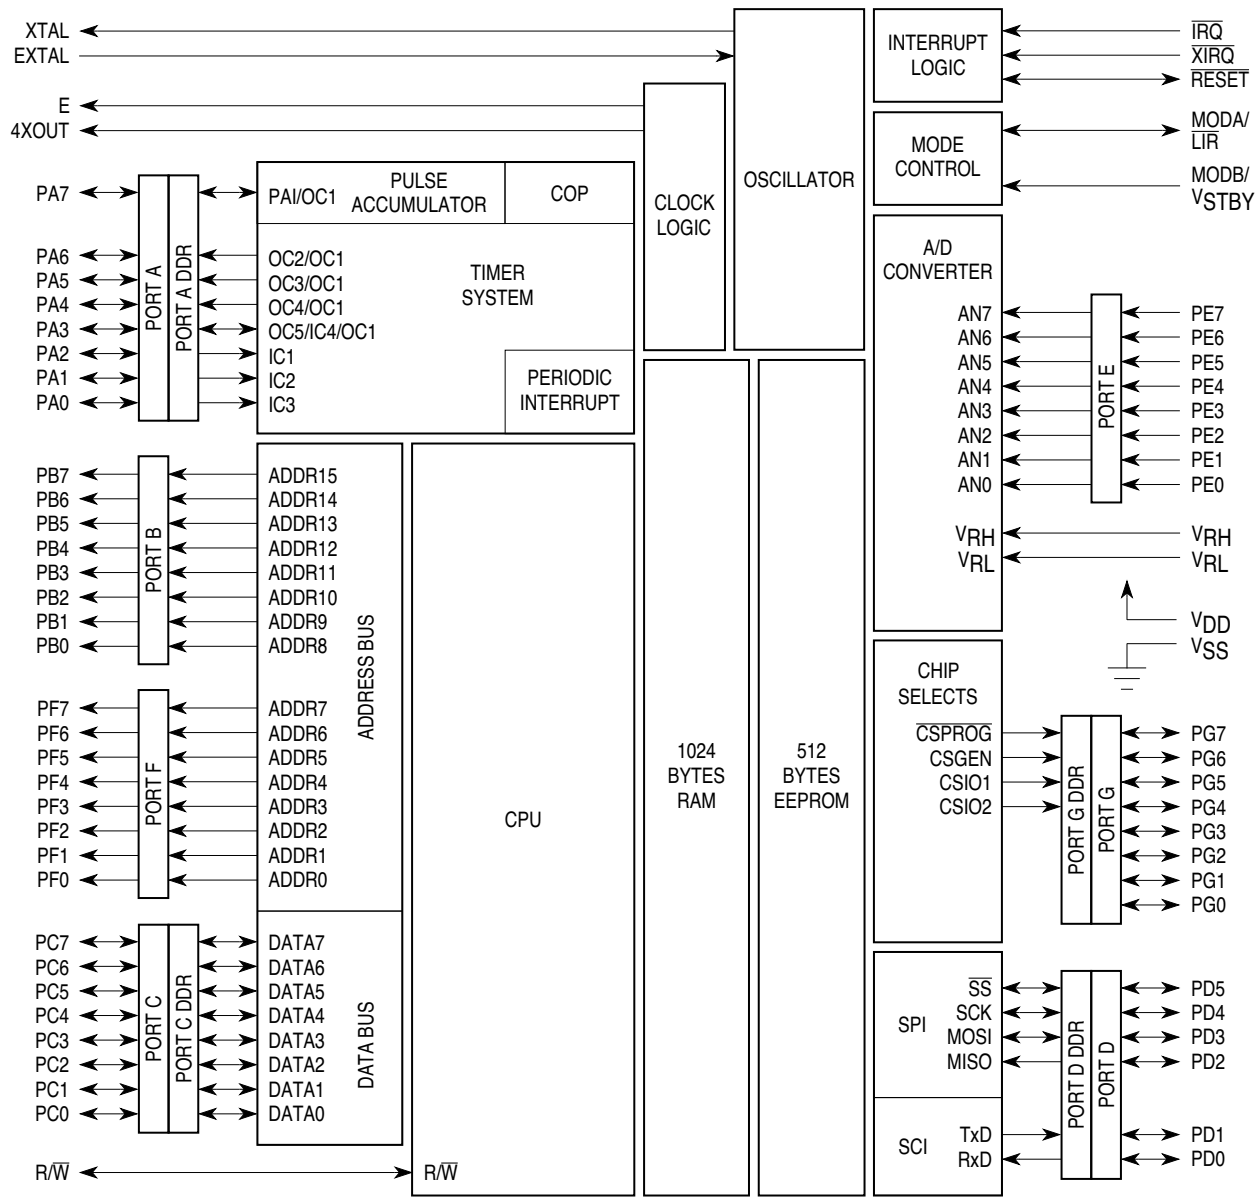 XTAL
EXTAL
E
4XOUT
PA7
PA6
PA5
PA4
PA3
PA2
PA1
PA0
PORT A
PORT A DDR
PAI/OC1
PULSE
ACCUMULATOR
COP
OC2/OC1
OC3/OC1
OC4/OC1
OC5/IC4/OC1
IC1
IC2
IC3
TIMER
SYSTEM
PERIODIC
INTERRUPT
PB7
PB6
PB5
PB4
PB3
PB2
PB1
PB0
PORT B
ADDR15
ADDR14
ADDR13
ADDR12
ADDR11
ADDR10
ADDR9
ADDR8
ADDRESS BUS
PF7
PF6
PF5
PF4
PF3
PF2
PF1
PF0
PORT F
ADDR7
ADDR6
ADDR5
ADDR4
ADDR3
ADDR2
ADDR1
ADDR0
PC7
PC6
PC5
PC4
PC3
PC2
PC1
PC0
PORT C
PORT C DDR
DATA7
DATA6
DATA5
DATA4
DATA3
DATA2
DATA1
DATA0
DATA BUS
R/W̅
R/W̅
CPU
CLOCK
LOGIC
OSCILLATOR
1024
BYTES
RAM
512
BYTES
EEPROM
INTERRUPT
LOGIC
I̅R̅Q̅
X̅I̅R̅Q̅
R̅E̅S̅E̅T̅
MODE
CONTROL
MODA/
L̅I̅R̅
MODB/
VSTBY
A/D
CONVERTER
AN7
AN6
AN5
AN4
AN3
AN2
AN1
AN0
VRH
VRL
PORT E
PE7
PE6
PE5
PE4
PE3
PE2
PE1
PE0
VRH
VRL
VDD
VSS
CHIP
SELECTS
C̅S̅P̅R̅O̅G̅
CSGEN
CSIO1
CSIO2
PORT G DDR
PORT G
PG7
PG6
PG5
PG4
PG3
PG2
PG1
PG0
SPI
S̅S̅
SCK
MOSI
MISO
SCI
TxD
RxD
PORT D DDR
PORT D
PD5
PD4
PD3
PD2
PD1
PD0